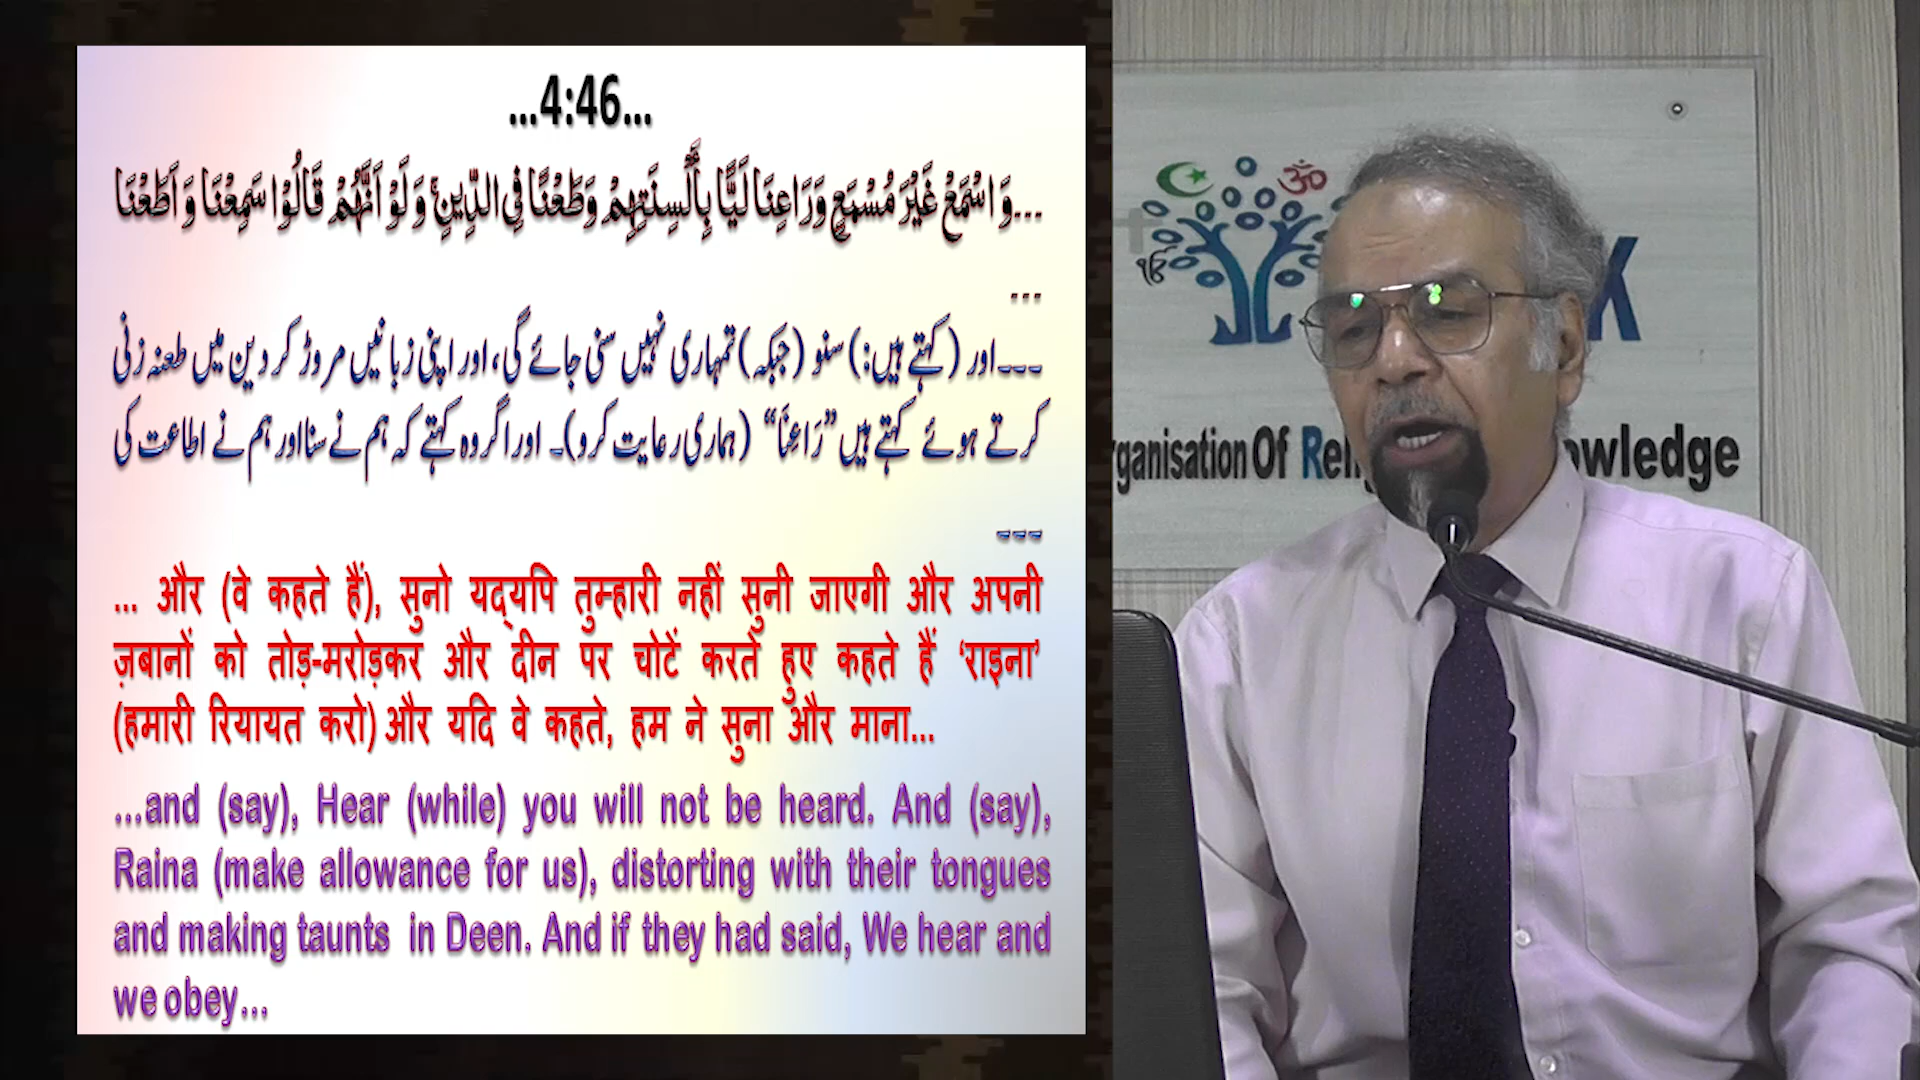 ...4:46...
...وَ اسْمَعْ غَيْرَ مُسْمَعٍ وَّرَاعِنَا لَيًّۢا بِاَلْسِنَتِهِمْ وَطَعْنًا فِى الدِّيْنِ ۚ وَ لَوْ اَنَّهُمْ قَالُوْا سَمِعْنَا وَ اَطَعْنَا
...
۔۔۔اور (کہتے ہیں:) سنو (جبکہ) تمہاری نہیں سنی جائے گی، اور اپنی زبانیں مروڑ کر دین میں طعنہ زنی
کرتے ہوئے کہتے ہیں ”رَاعِنَا“ (ہماری رعایت کرو)۔ اور اگر وہ کہتے کہ ہم نے سنا اور ہم نے اطاعت کی
۔۔۔
... और (वे कहते हैं), सुनो यद्यपि तुम्हारी नहीं सुनी जाएगी और अपनी
ज़बानों को तोड़-मरोड़कर और दीन पर चोटें करते हुए कहते हैं ‘राइना’
(हमारी रियायत करो) और यदि वे कहते, हम ने सुना और माना...
...and (say), Hear (while) you will not be heard. And (say),
Raina (make allowance for us), distorting with their tongues
and making taunts in Deen. And if they had said, We hear and
we obey...
K
rganisation Of Reli owledge